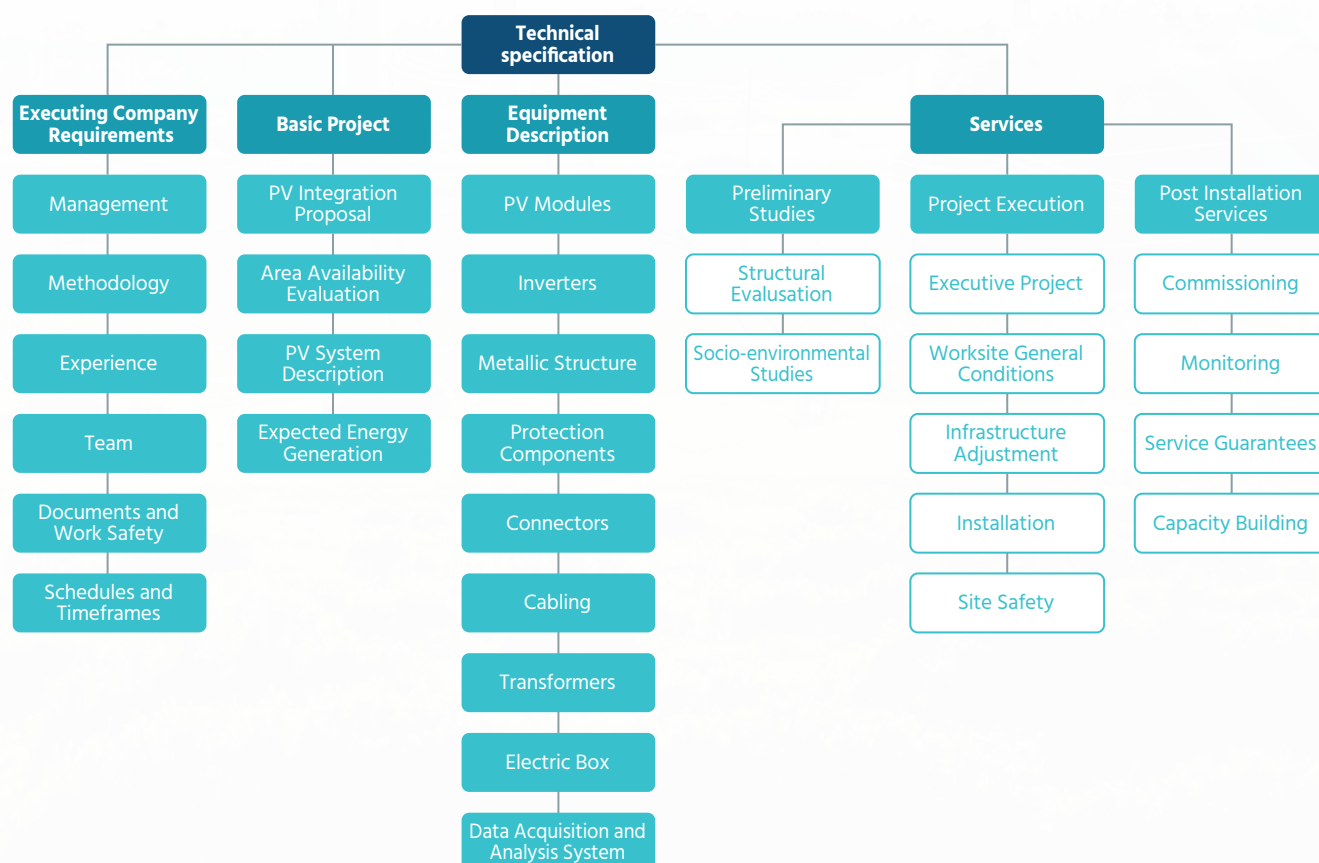 Technical
specification
Executing Company
Requirements
Management
Methodology
Experience
Team
Documents and
Work Safety
Schedules and
Timeframes
Basic Project
PV Integration
Proposal
Area Availability
Evaluation
PV System
Description
Expected Energy
Generation
Equipment
Description
PV Modules
Inverters
Metallic Structure
Protection
Components
Connectors
Cabling
Transformers
Electric Box
Data Acquisition and
Analysis System
Services
Preliminary
Studies
Structural
Evalusation
Socio-environmental
Studies
Project Execution
Executive Project
Worksite General
Conditions
Infrastructure
Adjustment
Installation
Site Safety
Post Installation
Services
Commissioning
Monitoring
Service Guarantees
Capacity Building